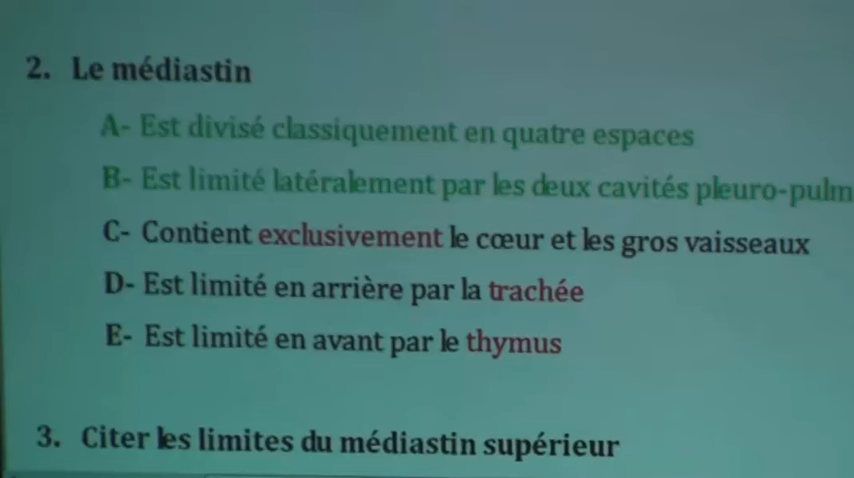 2. Le médiastin
A- Est divisé classiquement en quatre espaces
B- Est limité latéralement par les deux cavités pleuro-pulm
C- Contient exclusivement le cœur et les gros vaisseaux
D- Est limité en arrière par la trachée
E- Est limité en avant par le thymus
3. Citer les limites du médiastin supérieur